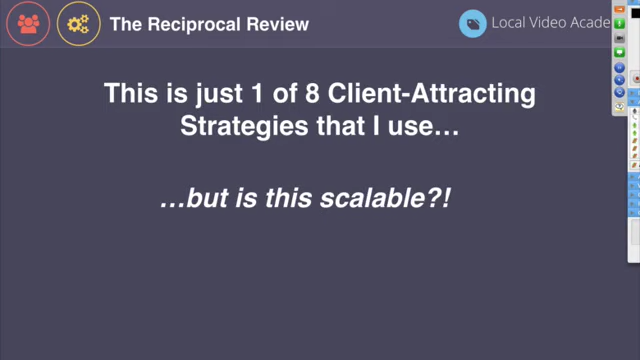 The Reciprocal Review
Local Video Acade
This is just 1 of 8 Client-Attracting
Strategies that I use…
…but is this scalable?!